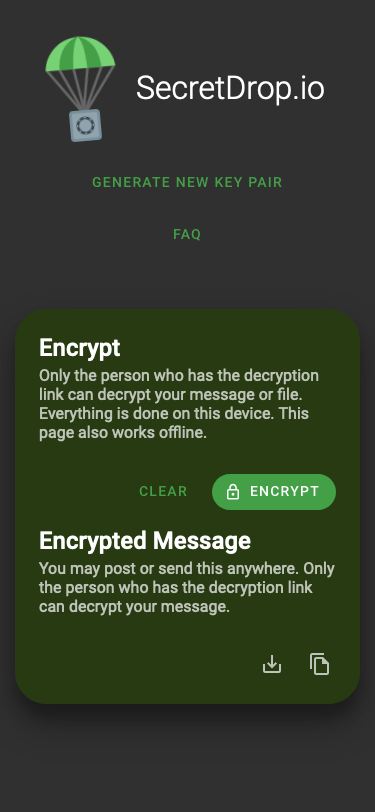 SecretDrop.io
GENERATE NEW KEY PAIR
FAQ
Encrypt
Only the person who has the decryption
link can decrypt your message or file.
Everything is done on this device. This
page also works offline.
CLEAR
ENCRYPT
Encrypted Message
You may post or send this anywhere. Only
the person who has the decryption link
can decrypt your message.